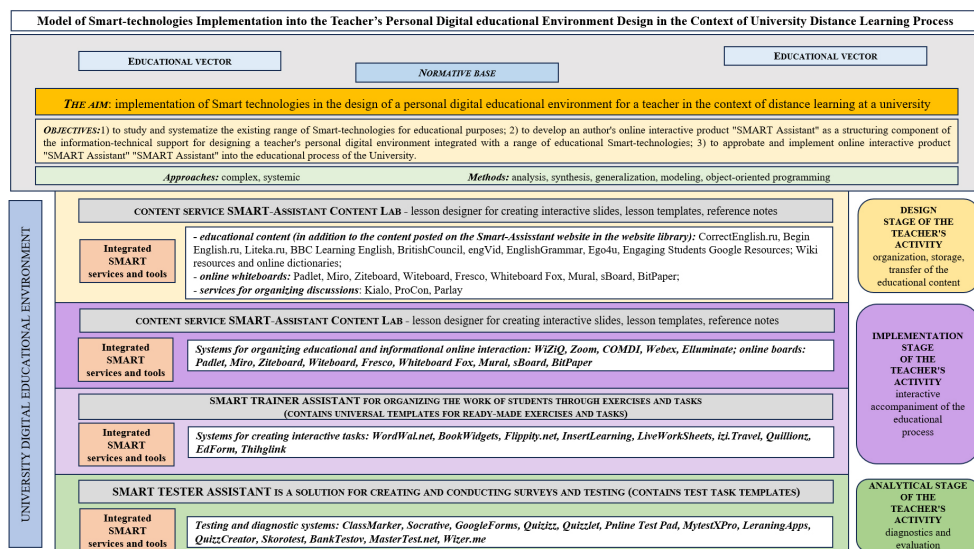 Model of Smart-technologies Implementation into the Teacher's Personal Digital educational Environment Design in the Context of University Distance Learning Process
EDUCATIONAL VECTOR
EDUCATIONAL VECTOR
NORMATIVE BASE
THE AIM: implementation of Smart technologies in the design of a personal digital educational environment for a teacher in the context of distance learning at a university
OBJECTIVES:1) to study and systematize the existing range of Smart-technologies for educational purposes; 2) to develop an author's online interactive product "SMART Assistant" as a structuring component of
the information-technical support for designing a teacher's personal digital environment integrated with a range of educational Smart-technologies; 3) to approbate and implement online interactive product
"SMART Assistant" "SMART Assistant" into the educational process of the University.
Approaches: complex, systemic
Methods: analysis, synthesis, generalization, modeling, object-oriented programming
UNIVERSITY DIGITAL EDUCATIONAL ENVIRONMENT
CONTENT SERVICE SMART-ASSISTANT CONTENT LAB - lesson designer for creating interactive slides, lesson templates, reference notes
Integrated
SMART
services and tools
- educational content (in addition to the content posted on the Smart-Assistant website in the website library): CorrectEnglish.ru, Begin
English.ru, Liteka.ru, BBC Learning English, BritishCouncil, engVid, EnglishGrammar, Ego4u, Engaging Students Google Resources; Wiki
resources and online dictionaries;
- online whiteboards: Padlet, Miro, Ziteboard, Witeboard, Fresco, Whiteboard Fox, Mural, sBoard, BitPaper;
- services for organizing discussions: Kialo, ProCon, Parlay
DESIGN
STAGE OF THE
TEACHER'S
ACTIVITY
organization, storage,
transfer of the
educational content
CONTENT SERVICE SMART-ASSISTANT CONTENT LAB - lesson designer for creating interactive slides, lesson templates, reference notes
Integrated
SMART
services and tools
Systems for organizing educational and informational online interaction: WiZiQ, Zoom, COMDI, Webex, Elluminate; online boards:
Padlet, Miro, Ziteboard, Witeboard, Fresco, Whiteboard Fox, Mural, sBoard, BitPaper
SMART TRAINER ASSISTANT FOR ORGANIZING THE WORK OF STUDENTS THROUGH EXERCISES AND TASKS
(CONTAINS UNIVERSAL TEMPLATES FOR READY-MADE EXERCISES AND TASKS)
Integrated
SMART
services and tools
Systems for creating interactive tasks: WordWal.net, BookWidgets, Flippity.net, InsertLearning, LiveWorkSheets, izi.Travel, Quillionz,
EdForm, Thihglink
IMPLEMENTATION
STAGE
OF THE
TEACHER'S
ACTIVITY
interactive
accompaniment of the
educational
process
SMART TESTER ASSISTANT IS A SOLUTION FOR CREATING AND CONDUCTING SURVEYS AND TESTING (CONTAINS TEST TASK TEMPLATES)
Integrated
SMART
services and tools
Testing and diagnostic systems: ClassMarker, Socrative, GoogleForms, Quizizz, Quizzlet, Pnline Test Pad, MytestXPro, LeraningApps,
QuizzCreator, Skorotest, BankTestov, MasterTest.net, Wizer.me
ANALYTICAL STAGE
OF THE
TEACHER'S
ACTIVITY
diagnostics and
evaluation